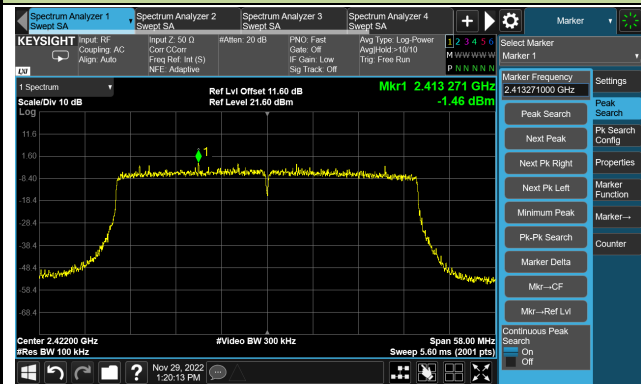 Spectrum Analyzer 1
Swept SA
Spectrum Analyzer 2
Swept SA
Spectrum Analyzer 3
Swept SA
Spectrum Analyzer 4
Swept SA
+
Marker
KEYSIGHT
Input: RF
Coupling: AC
Align: Auto
Input Z: 50 Ω
Corr CCorr
Freq Ref: Int (S)
NFE: Adaptive
#Atten: 20 dB
PNO: Fast
Gate: Off
IF Gain: Low
Sig Track: Off
Avg Type: Log-Power
Avg|Hold:>10/10
Trig: Free Run
1 2 3 4 5 6
M W W W W W
P N N N N N
LXI
Select Marker
Marker 1
1 Spectrum
Scale/Div 10 dB
Log
Ref Lvl Offset 11.60 dB
Ref Level 21.60 dBm
Mkr1 2.413 271 GHz
-1.46 dBm
11.6
1.60
-8.40
-18.4
-28.4
-38.4
-48.4
-58.4
-68.4
1
Center 2.42200 GHz
#Res BW 100 kHz
#Video BW 300 kHz
Span 58.00 MHz
Sweep 5.60 ms (2001 pts)
Marker Frequency
2.413271000 GHz
Peak Search
Next Peak
Next Pk Right
Next Pk Left
Minimum Peak
Pk-Pk Search
Marker Delta
Mkr→CF
Mkr→Ref Lvl
Continuous Peak
Search
On
Off
Settings
Peak
Search
Pk Search
Config
Properties
Marker
Function
Marker→
Counter
?
Nov 29, 2022
1:20:13 PM